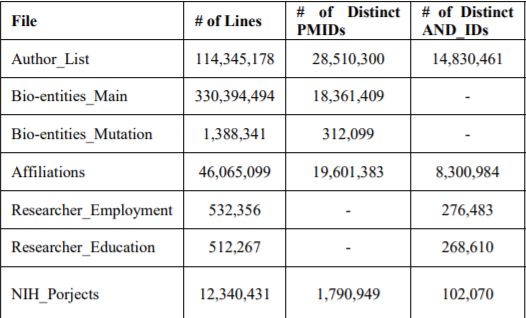 File # of Lines # of Distinct PMIDs # of Distinct AND_IDs
Author_List 114,345,178 28,510,300 14,830,461
Bio-entities_Main 330,394,494 18,361,409 -
Bio-entities_Mutation 1,388,341 312,099 -
Affiliations 46,065,099 19,601,383 8,300,984
Researcher_Employment 532,356 - 276,483
Researcher_Education 512,267 - 268,610
NIH_Porjects 12,340,431 1,790,949 102,070